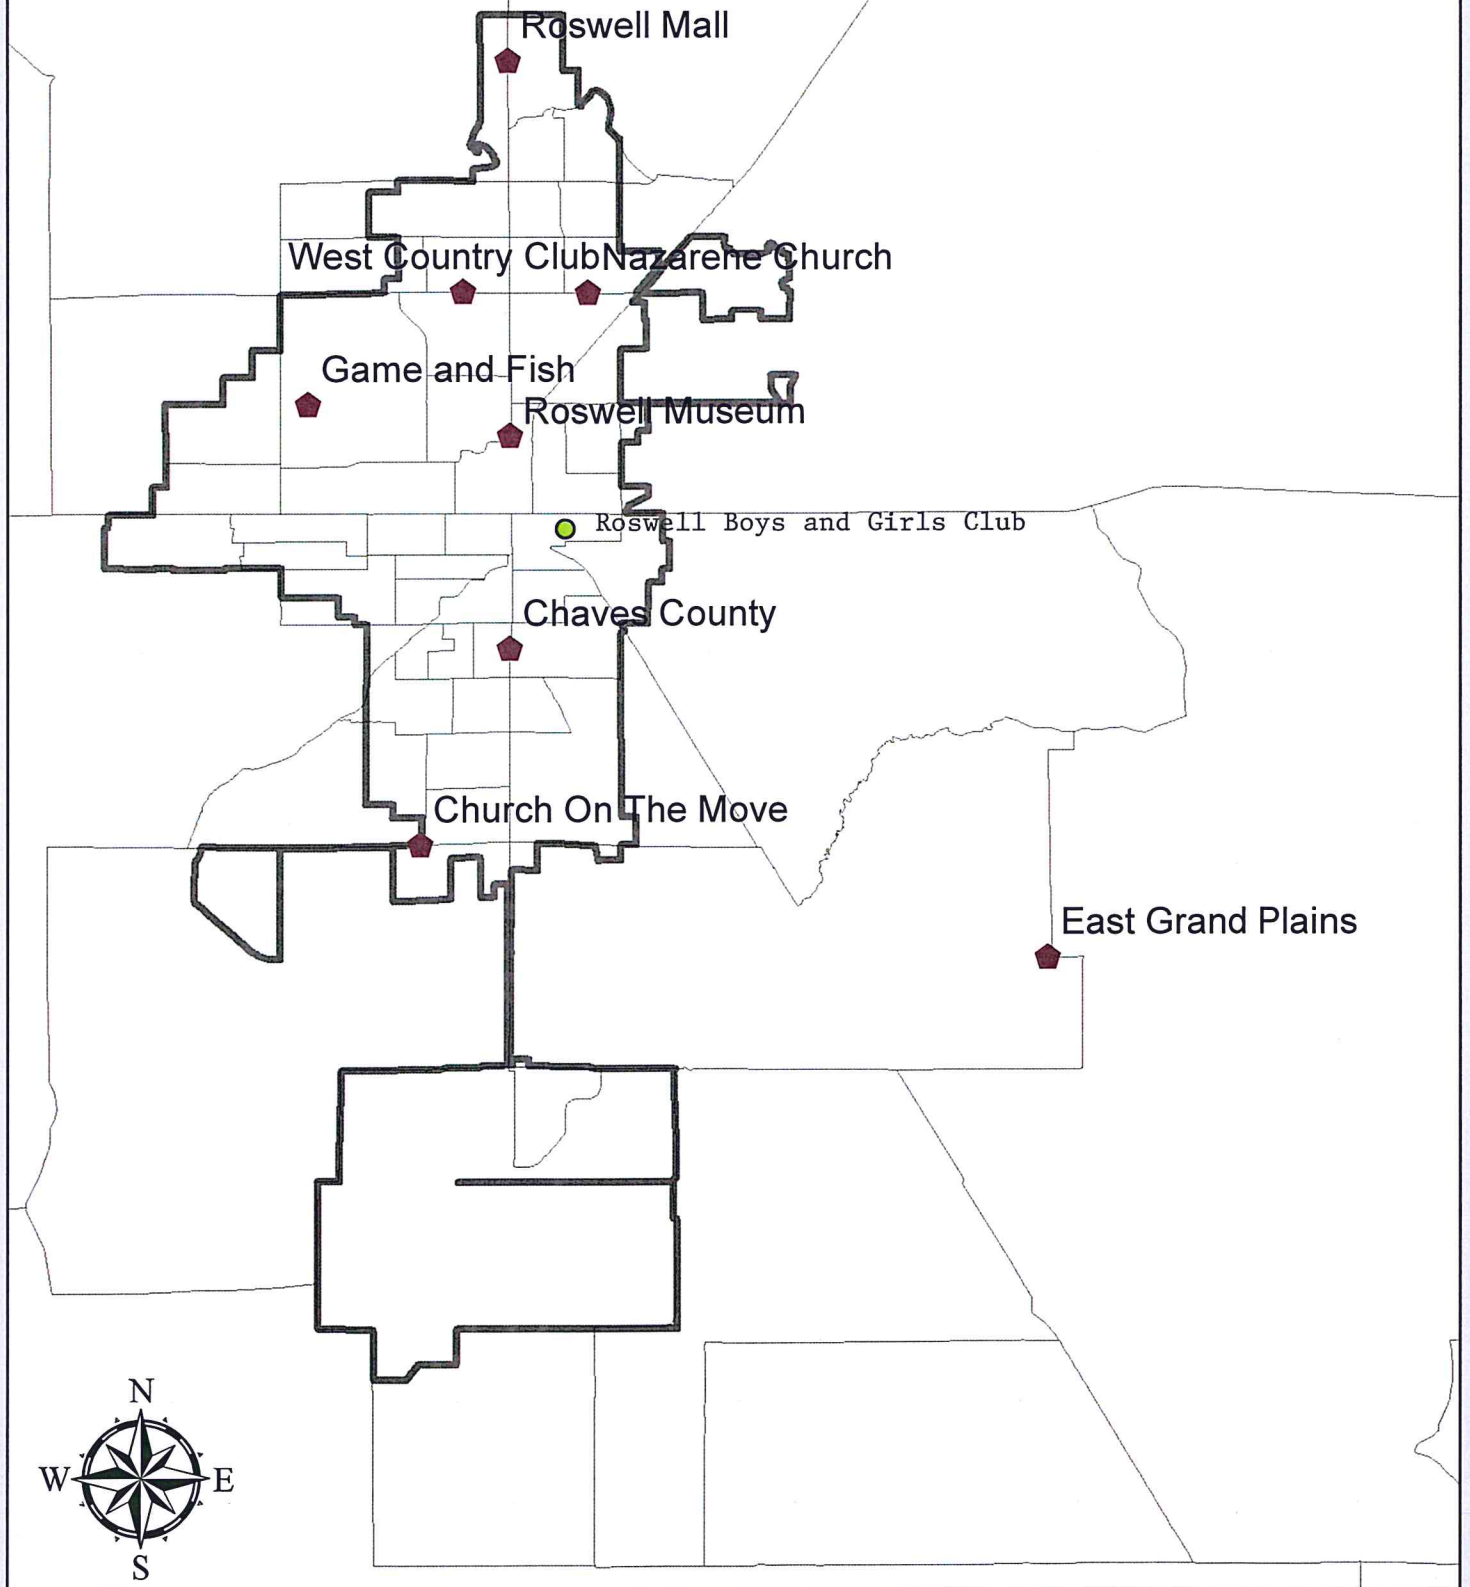 Roswell Mall
West Country Club
Nazarene Church
Game and Fish
Roswell Museum
Roswell Boys and Girls Club
Chaves County
Church On The Move
East Grand Plains
N
W E
S